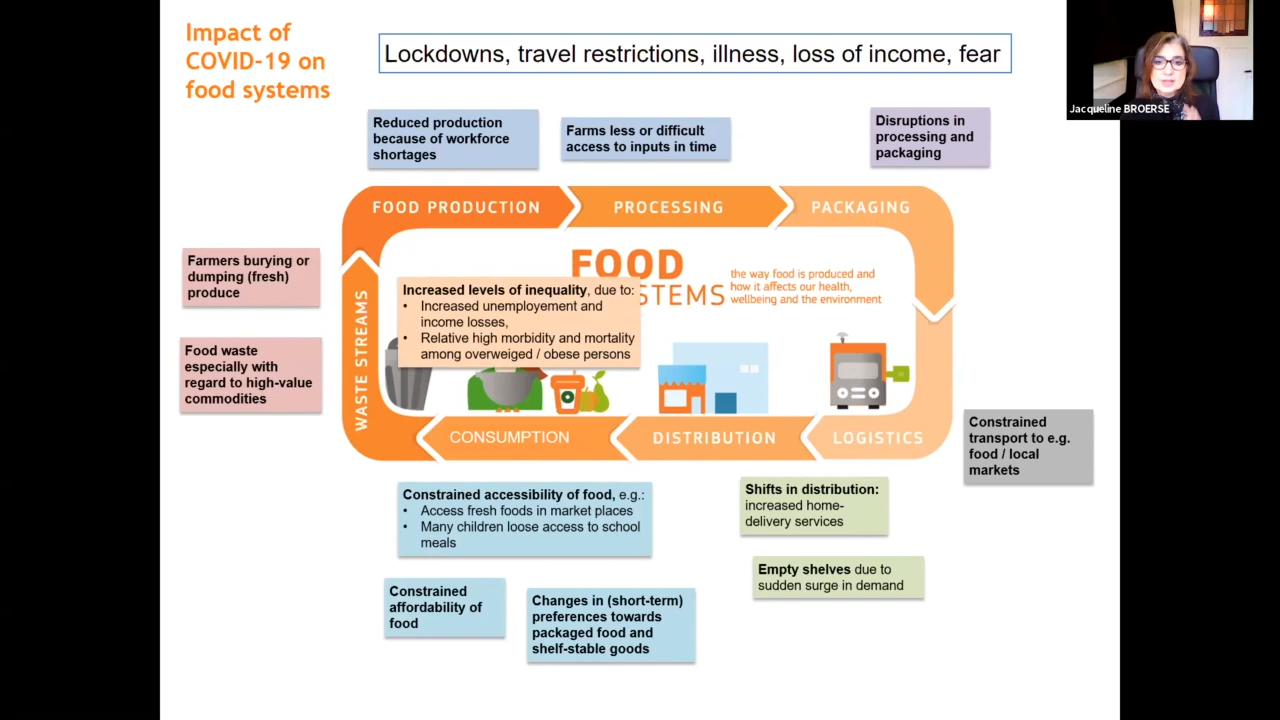 Impact of
COVID-19 on
food systems
Lockdowns, travel restrictions, illness, loss of income, fear
Jacqueline BROERSE
Reduced production
because of workforce
shortages
Farms less or difficult
access to inputs in time
Disruptions in
processing and
packaging
FOOD PRODUCTION
PROCESSING
PACKAGING
Farmers burying or
dumping (fresh)
produce
Food waste
especially with
regard to high-value
commodities
WASTE STREAMS
FOOD
STEMS
the way food is produced and
how it affects our health,
wellbeing and the environment
Increased levels of inequality, due to:
• Increased unemployement and
income losses,
• Relative high morbidity and mortality
among overweiged / obese persons
CONSUMPTION
DISTRIBUTION
LOGISTICS
Constrained
transport to e.g.
food / local
markets
Constrained accessibility of food, e.g.:
• Access fresh foods in market places
• Many children loose access to school
meals
Shifts in distribution:
increased home-
delivery services
Empty shelves due to
sudden surge in demand
Constrained
affordability of
food
Changes in (short-term)
preferences towards
packaged food and
shelf-stable goods